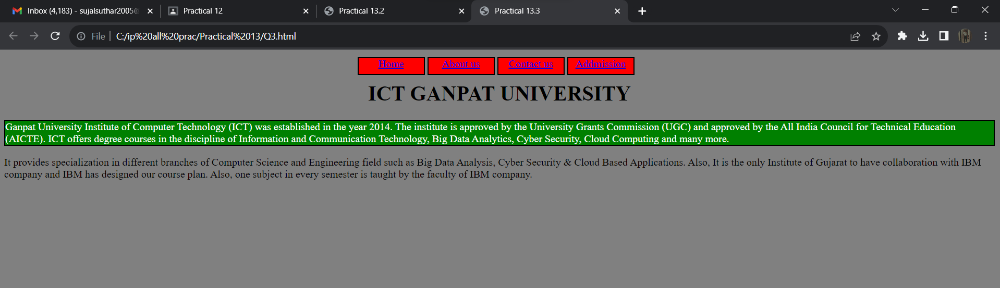 Inbox (4,183) - sujalsuthar2005@
Practical 12
Practical 13.2
Practical 13.3
File
C:/ip%20all%20prac/Practical%2013/Q3.html
Home
About us
Contact us
Addmission
ICT GANPAT UNIVERSITY
Ganpat University Institute of Computer Technology (ICT) was established in the year 2014. The institute is approved by the University Grants Commission (UGC) and approved by the All India Council for Technical Education
(AICTE). ICT offers degree courses in the discipline of Information and Communication Technology, Big Data Analytics, Cyber Security, Cloud Computing and many more.
It provides specialization in different branches of Computer Science and Engineering field such as Big Data Analysis, Cyber Security & Cloud Based Applications. Also, It is the only Institute of Gujarat to have collaboration with IBM
company and IBM has designed our course plan. Also, one subject in every semester is taught by the faculty of IBM company.